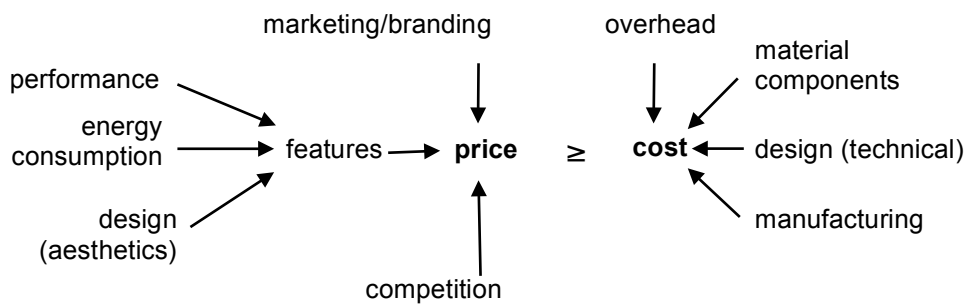 marketing/branding
overhead
performance
material
components
energy
consumption
features
price
≥
cost
design (technical)
design
(aesthetics)
manufacturing
competition